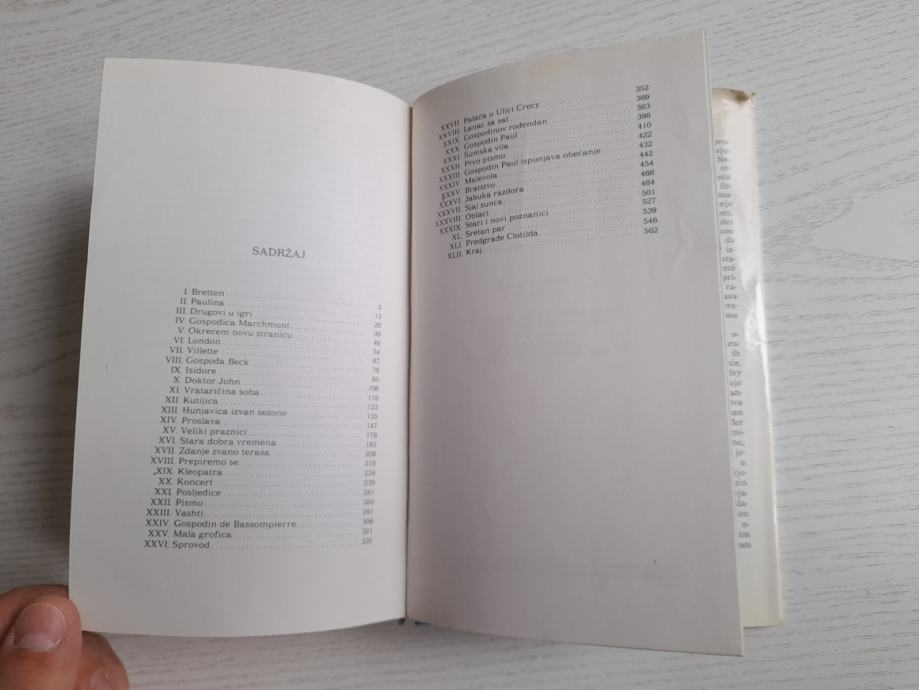 SADRŽAJ
I. Bretton 5
II. Paulina 13
III. Drugovi u igri 20
IV. Gospođica Marchmont 39
V. Okrećem novu stranicu 48
VI. London 54
VII. Villette 67
VIII. Gospođa Beck 78
IX. Isidore 95
X. Doktor John 108
XI. Vrataričina soba 116
XII. Kutijica 123
XIII. Hunjavica izvan sezone 135
XIV. Proslava 147
XV. Veliki praznici 179
XVI. Stara dobra vremena 193
XVII. Zdanje zvano terasa 208
XVIII. Prepiremo se 218
XIX. Kleopatra 228
XX. Koncert 239
XXI. Posljedice 261
XXII. Pismo 280
XXIII. Vashti 291
XXIV. Gospodin de Bassompierre 306
XXV. Mala grofica 321
XXVI. Sprovod 335
XXVII Palača u Ulici Crecy 352
XXVIII Lanac za sat 369
XXIX Gospodinov rođendan 383
XXX Gospodin Paul 398
XXXI Šumska vila 410
XXXII Prvo pismo 422
XXXIII Gospodin Paul ispunjava obećanje 432
XXXIV Malevola 442
XXXV Bratstvo 454
XXXVI Jabuka razdora 468
XXXVII Sjaj sunca 484
XXXVIII Oblaci 501
XXXIX Stari i novi poznanici 527
XL Sretan par 539
XLI Predgrađe Clotilda 546
XLII Kraj 562